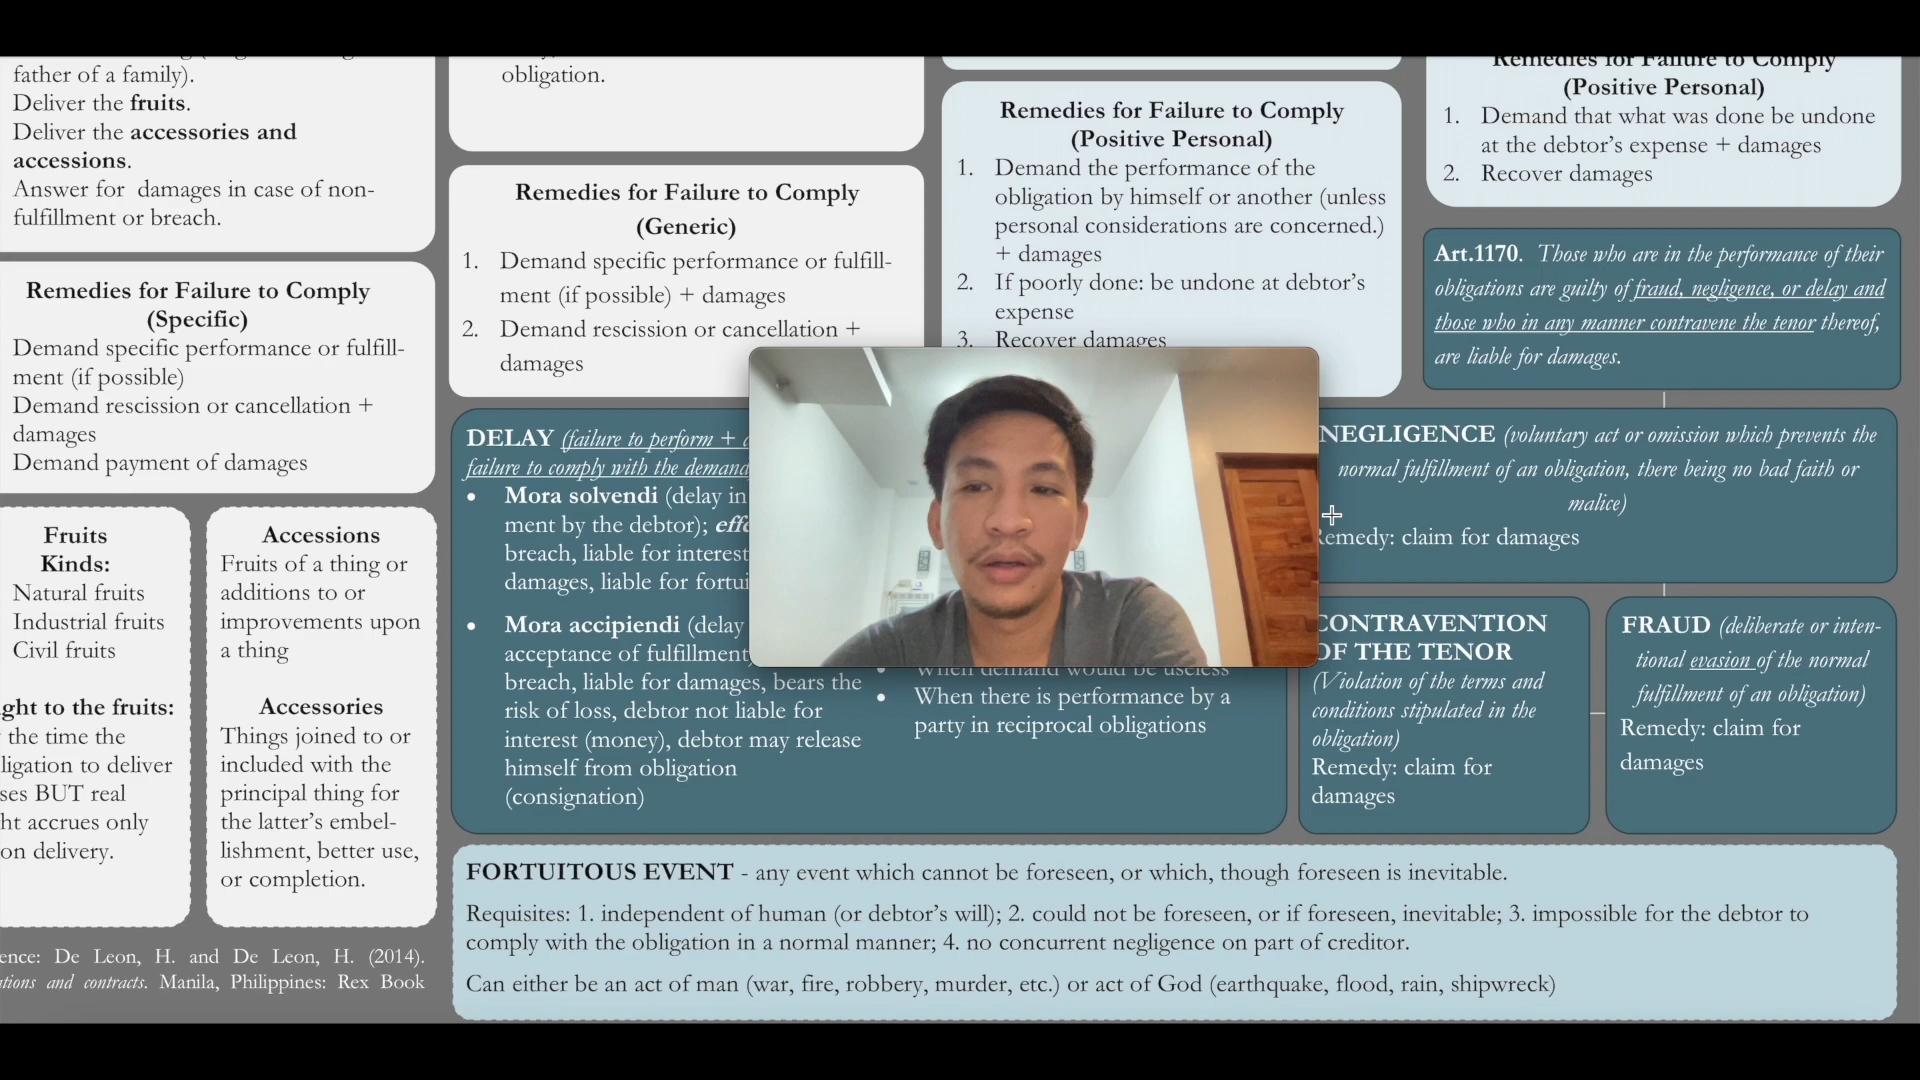 father of a family).
Deliver the fruits.
Deliver the accessories and
accessions.
Answer for damages in case of non-
fulfillment or breach.
Remedies for Failure to Comply
(Specific)
Demand specific performance or fulfill-
ment (if possible)
Demand rescission or cancellation +
damages
Demand payment of damages
Fruits
Kinds:
Natural fruits
Industrial fruits
Civil fruits
ght to the fruits:
the time the
ligation to deliver
ses BUT real
ht accrues only
on delivery.
Accessions
Fruits of a thing or
additions to or
improvements upon
a thing
Accessories
Things joined to or
included with the
principal thing for
the latter's embel-
lishment, better use,
or completion.
ence: De Leon, H. and De Leon, H. (2014).
tions and contracts. Manila, Philippines: Rex Book
obligation.
Remedies for Failure to Comply
(Generic)
1. Demand specific performance or fulfill-
ment (if possible) + damages
2. Demand rescission or cancellation +
damages
Remedies for Failure to Comply
(Positive Personal)
1. Demand the performance of the
obligation by himself or another (unless
personal considerations are concerned.)
+ damages
2. If poorly done: be undone at debtor's
expense
3. Recover damages
Remedies for Failure to Comply
(Positive Personal)
1. Demand that what was done be undone
at the debtor's expense + damages
2. Recover damages
Art.1170. Those who are in the performance of their
obligations are guilty of fraud, negligence, or delay and
those who in any manner contravene the tenor thereof,
are liable for damages.
DELAY (failure to perform +
failure to comply with the demand
• Mora solvendi (delay in
ment by the debtor); effe
breach, liable for interest
damages, liable for fortui
• Mora accipiendi (delay
acceptance of fulfillment
breach, liable for damages, bears the
risk of loss, debtor not liable for
interest (money), debtor may release
himself from obligation
(consignation)
• When demand would be useless
• When there is performance by a
party in reciprocal obligations
NEGLIGENCE (voluntary act or omission which prevents the
normal fulfillment of an obligation, there being no bad faith or
malice)
Remedy: claim for damages
CONTRAVENTION
OF THE TENOR
(Violation of the terms and
conditions stipulated in the
obligation)
Remedy: claim for
damages
FRAUD (deliberate or inten-
tional evasion of the normal
fulfillment of an obligation)
Remedy: claim for
damages
FORTUITOUS EVENT - any event which cannot be foreseen, or which, though foreseen is inevitable.
Requisites: 1. independent of human (or debtor's will); 2. could not be foreseen, or if foreseen, inevitable; 3. impossible for the debtor to
comply with the obligation in a normal manner; 4. no concurrent negligence on part of creditor.
Can either be an act of man (war, fire, robbery, murder, etc.) or act of God (earthquake, flood, rain, shipwreck)